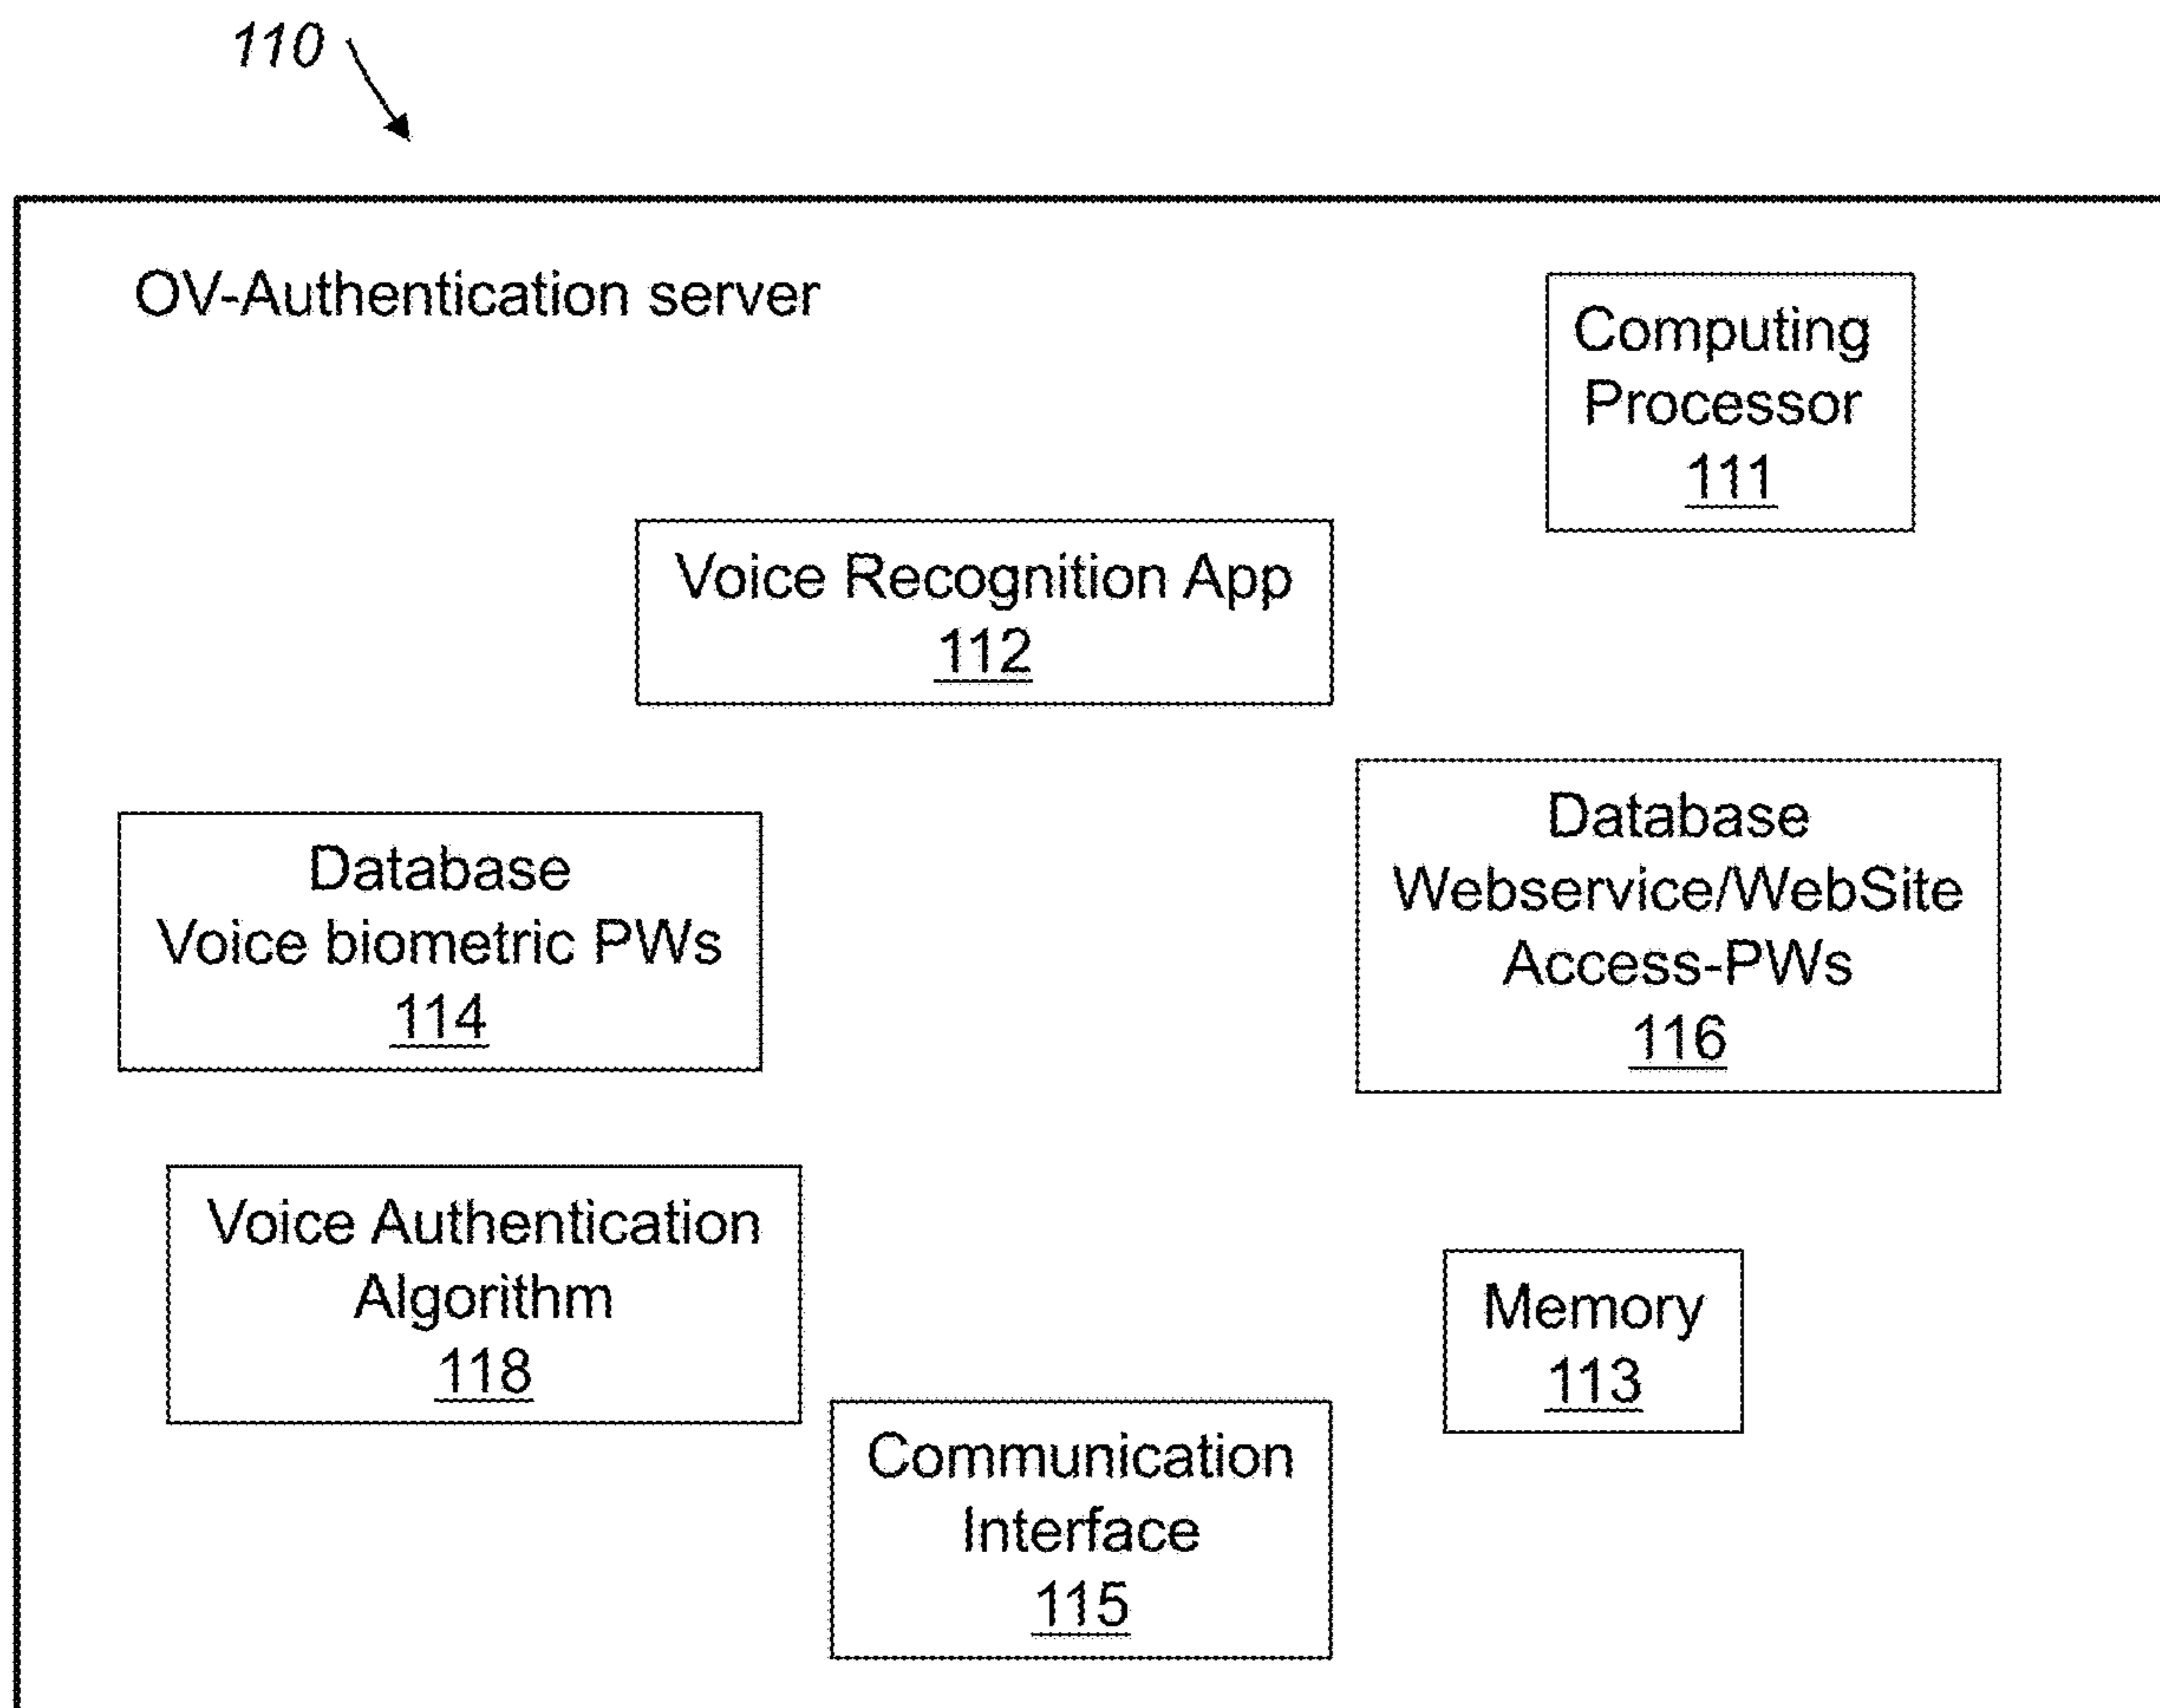 110
OV-Authentication server
Computing
Processor
111
Voice Recognition App
112
Database
Webservice/WebSite
Access-PWs
116
Database
Voice biometric PWs
114
Voice Authentication
Algorithm
118
Memory
113
Communication
Interface
115